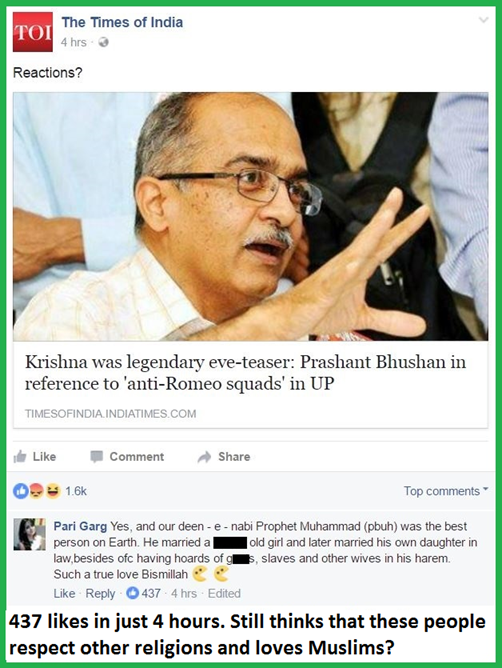 TOI
The Times of India
4 hrs ·
Reactions?
Krishna was legendary eve-teaser: Prashant Bhushan in
reference to 'anti-Romeo squads' in UP
TIMESOFINDIA.INDIATIMES.COM
Like Comment Share
1.6k Top comments
Pari Garg Yes, and our deen - e - nabi Prophet Muhammad (pbuh) was the best
person on Earth. He married a old girl and later married his own daughter in
law,besides ofc having hoards of g s, slaves and other wives in his harem.
Such a true love Bismillah
Like · Reply · 437 · 4 hrs · Edited
437 likes in just 4 hours. Still thinks that these people
respect other religions and loves Muslims?